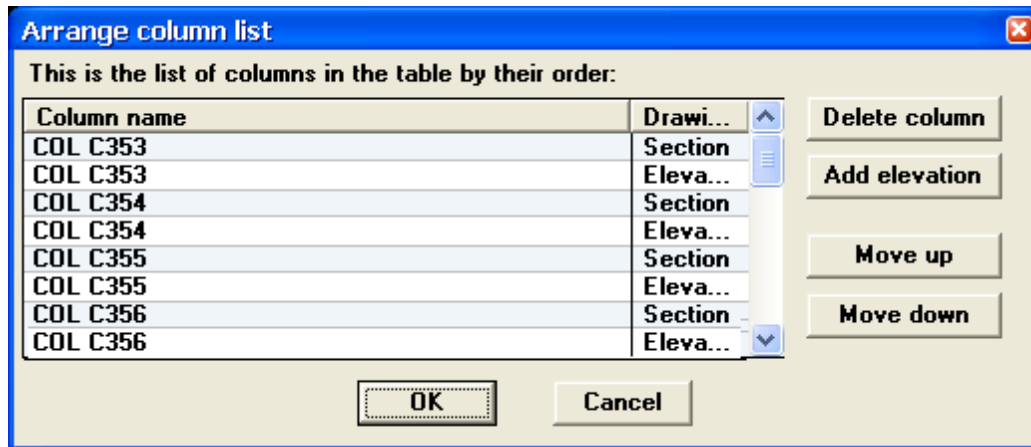 Arrange column list
This is the list of columns in the table by their order:
Column name Drawi...
COL C353 Section
COL C353 Eleva...
COL C354 Section
COL C354 Eleva...
COL C355 Section
COL C355 Eleva...
COL C356 Section
COL C356 Eleva...
Delete column
Add elevation
Move up
Move down
OK Cancel